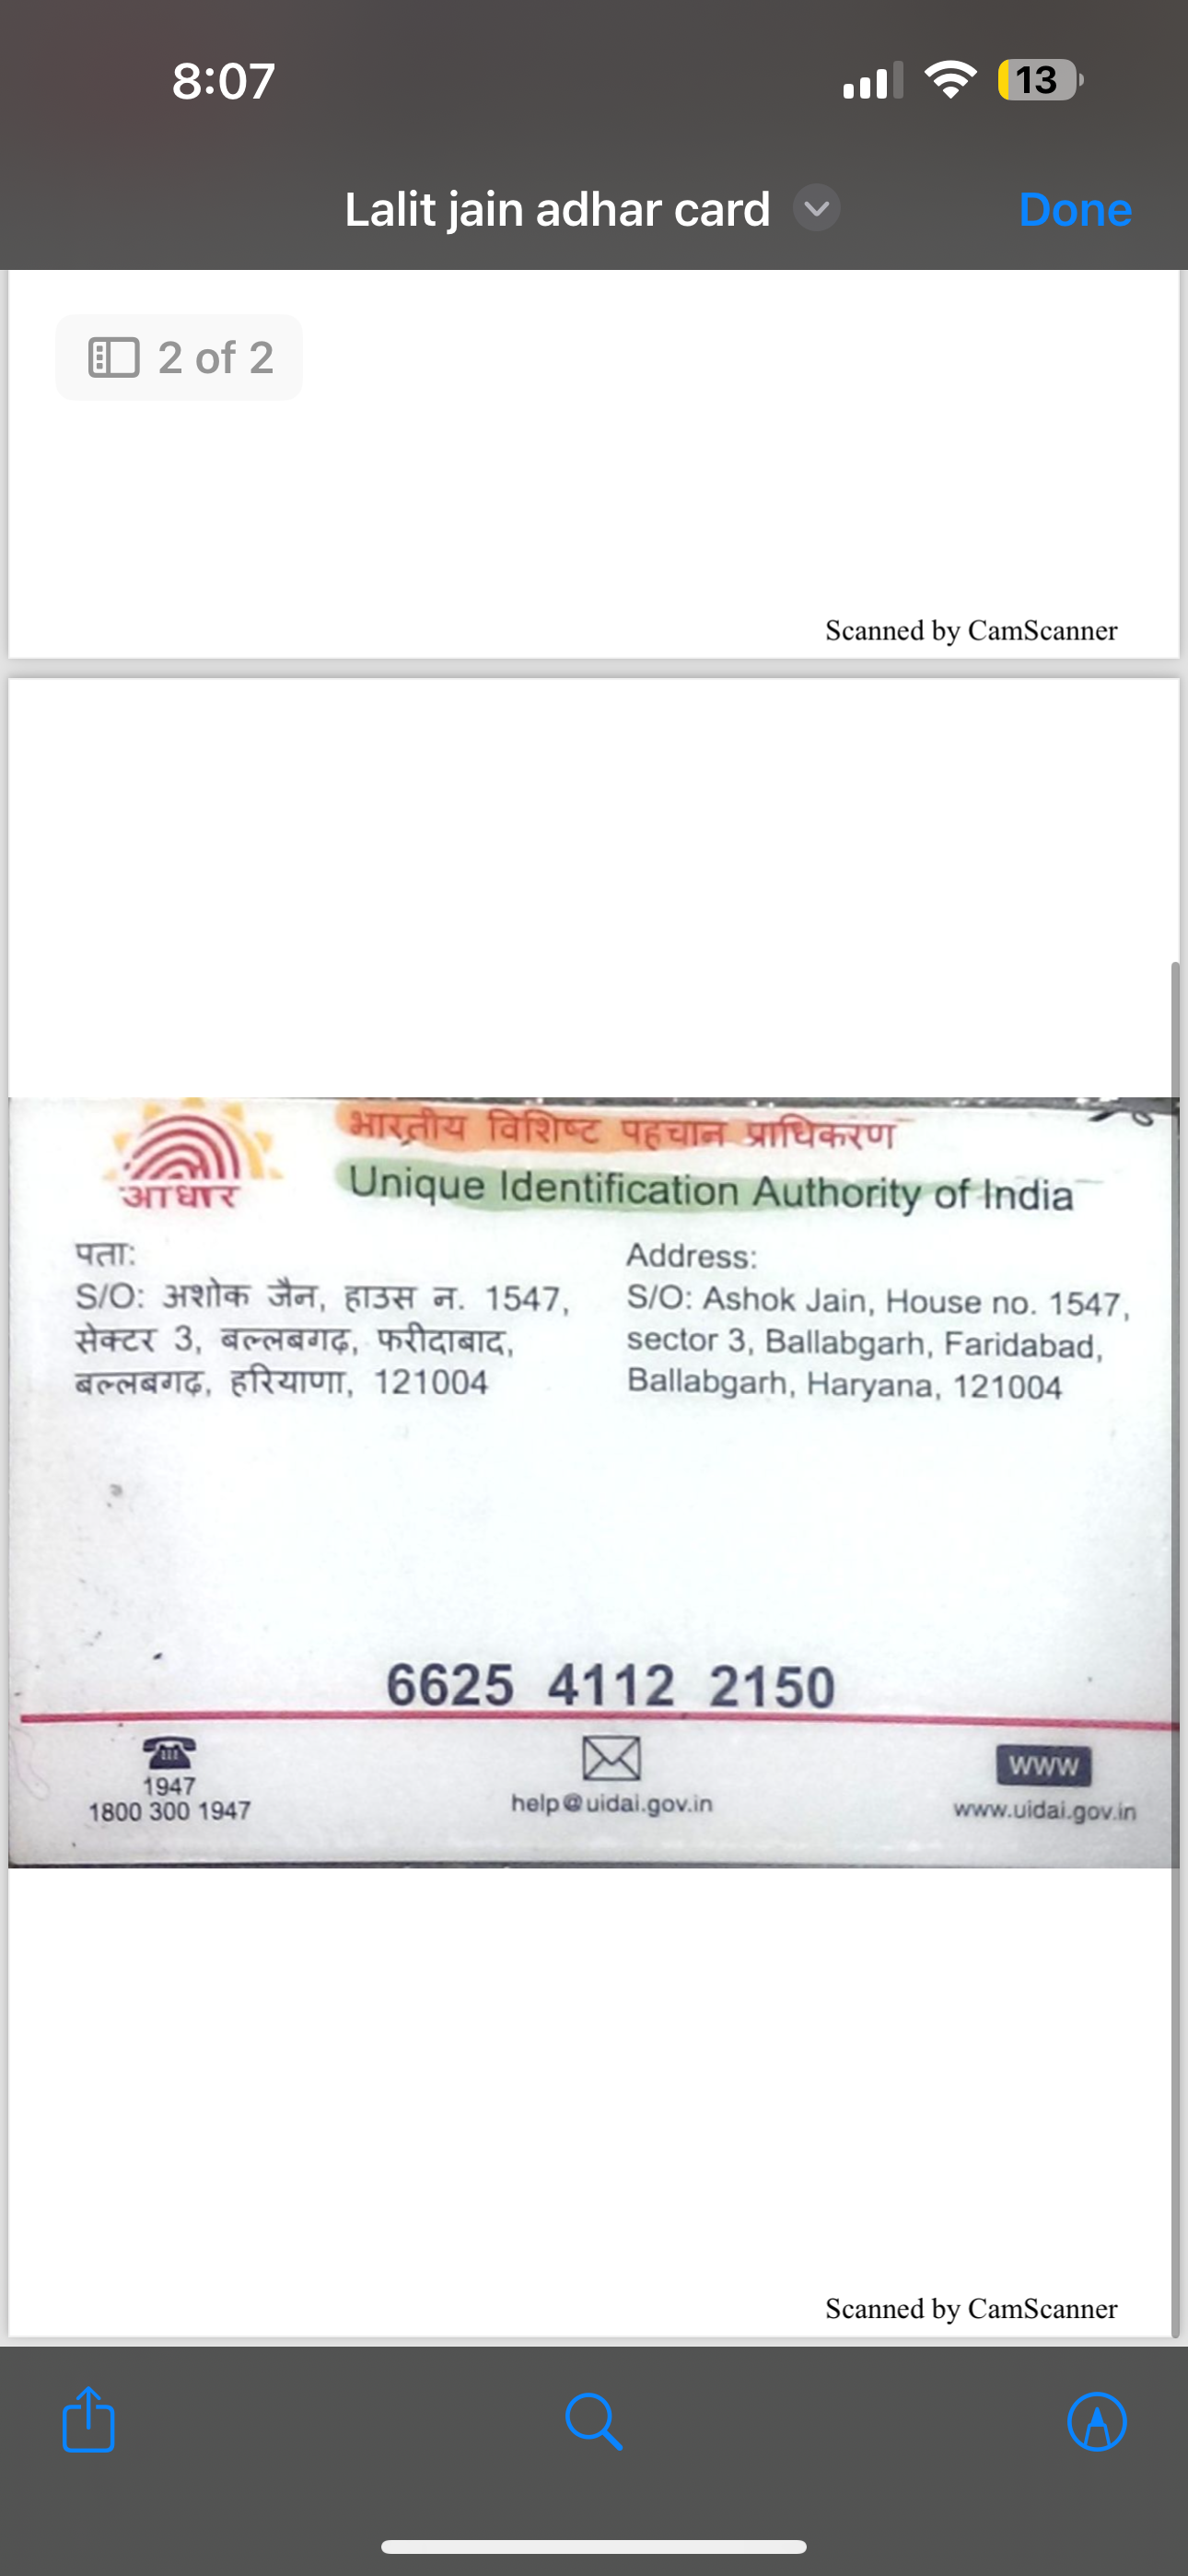 8:07
13
Lalit jain adhar card
Done
2 of 2
Scanned by CamScanner
आधार
भारतीय विशिष्ट पहचान प्राधिकरण
Unique Identification Authority of India
पता:
S/O: अशोक जैन, हाउस न. 1547,
सेक्टर 3, बल्लबगढ़, फरीदाबाद,
बल्लबगढ़, हरियाणा, 121004
Address:
S/O: Ashok Jain, House no. 1547,
sector 3, Ballabgarh, Faridabad,
Ballabgarh, Haryana, 121004
6625 4112 2150
1947
1800 300 1947
help@uidai.gov.in
www
www.uidai.gov.in
Scanned by CamScanner